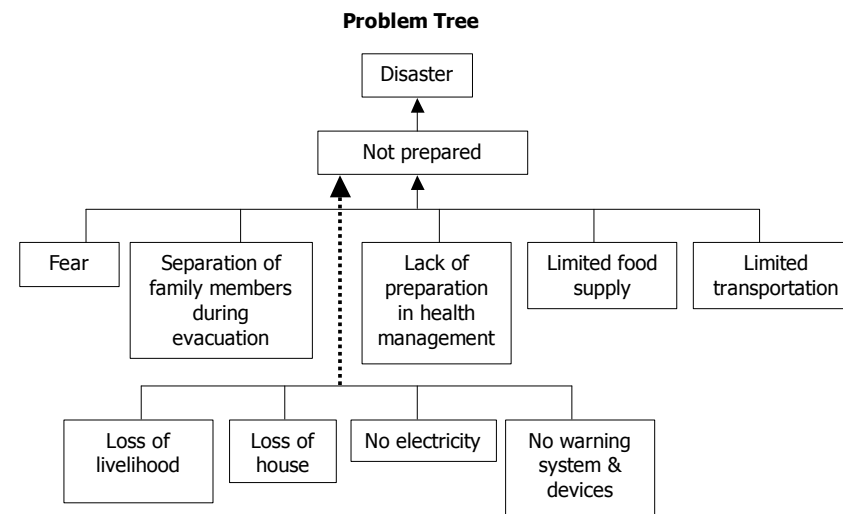 Problem Tree
Disaster
Not prepared
Fear
Separation of
family members
during
evacuation
Lack of
preparation
in health
management
Limited food
supply
Limited
transportation
Loss of
livelihood
Loss of
house
No electricity
No warning
system &
devices